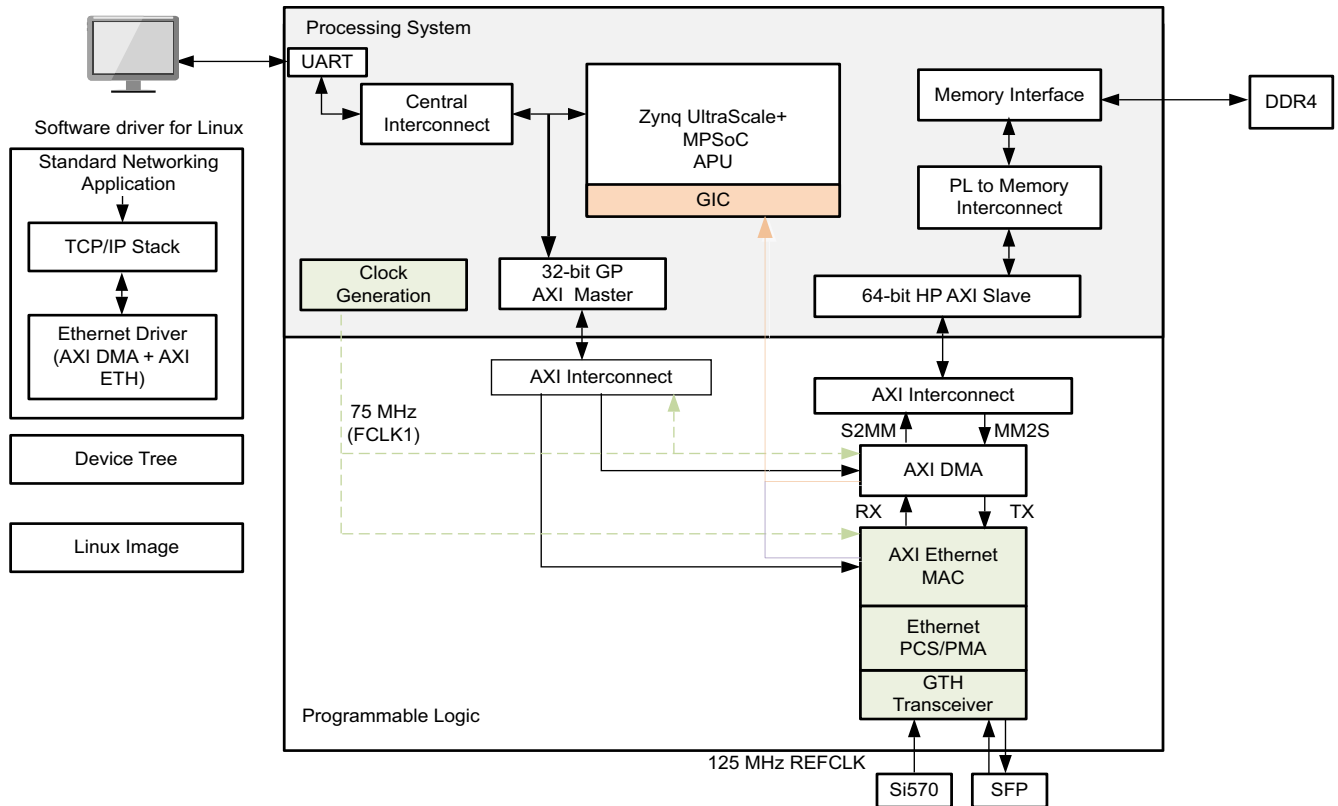 Processing System
UART
Central
Interconnect
Zynq UltraScale+
MPSoC
APU
GIC
Memory Interface
DDR4
PL to Memory
Interconnect
Software driver for Linux
Standard Networking
Application
TCP/IP Stack
Ethernet Driver
(AXI DMA + AXI
ETH)
Device Tree
Linux Image
Clock
Generation
32-bit GP
AXI Master
64-bit HP AXI Slave
AXI Interconnect
AXI Interconnect
75 MHz
(FCLK1)
S2MM
MM2S
AXI DMA
RX
TX
AXI Ethernet
MAC
Ethernet
PCS/PMA
GTH
Transceiver
Programmable Logic
125 MHz REFCLK
Si570
SFP